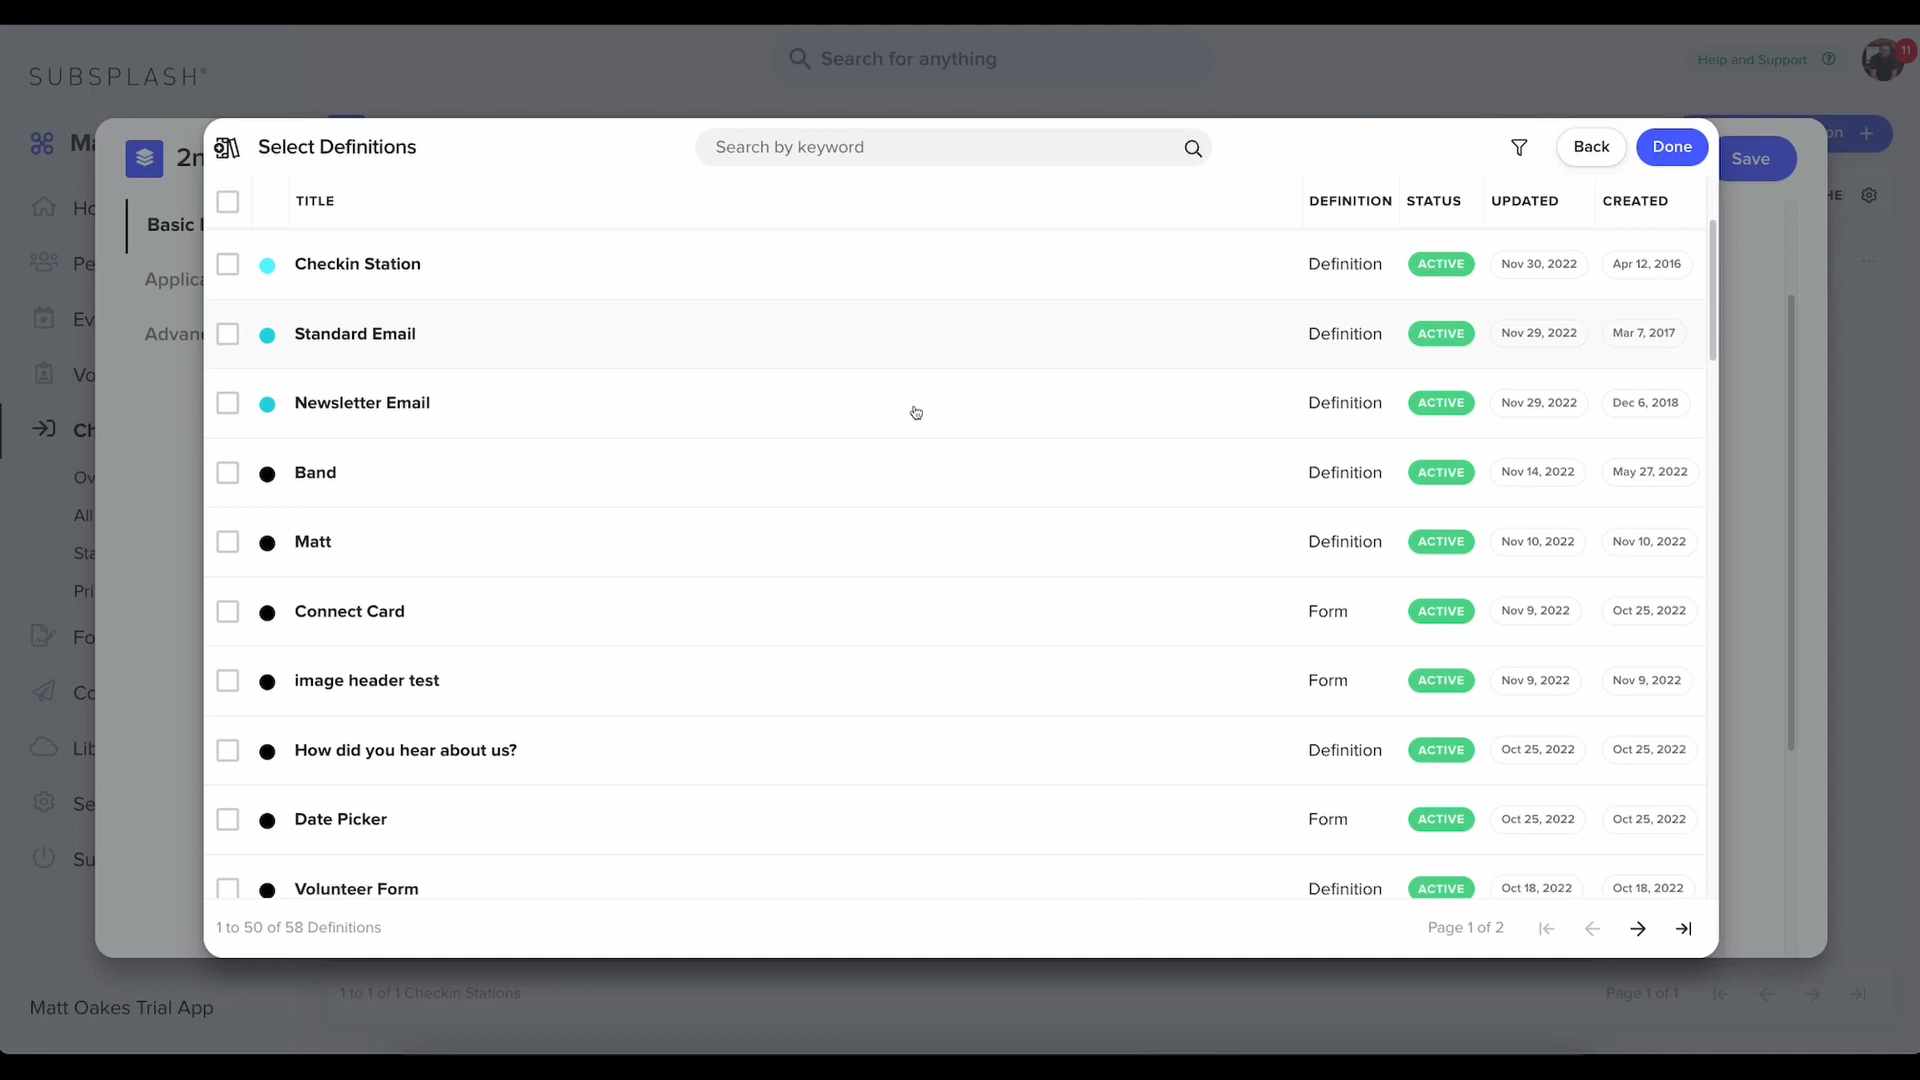 SUBSPLASH®
Search for anything
Help and Support
11
Select Definitions
Search by keyword
Back
Done
Save
Basic
TITLE
DEFINITION
STATUS
UPDATED
CREATED
Checkin Station
Definition
ACTIVE
Nov 30, 2022
Apr 12, 2016
Standard Email
Definition
ACTIVE
Nov 29, 2022
Mar 7, 2017
Newsletter Email
Definition
ACTIVE
Nov 29, 2022
Dec 6, 2018
Band
Definition
ACTIVE
Nov 14, 2022
May 27, 2022
Matt
Definition
ACTIVE
Nov 10, 2022
Nov 10, 2022
Connect Card
Form
ACTIVE
Nov 9, 2022
Oct 25, 2022
image header test
Form
ACTIVE
Nov 9, 2022
Nov 9, 2022
How did you hear about us?
Definition
ACTIVE
Oct 25, 2022
Oct 25, 2022
Date Picker
Form
ACTIVE
Oct 25, 2022
Oct 25, 2022
Volunteer Form
Definition
ACTIVE
Oct 18, 2022
Oct 18, 2022
1 to 50 of 58 Definitions
Page 1 of 2
1 to 1 of 1 Checkin Stations
Page 1 of 1
All
Matt Oakes Trial App